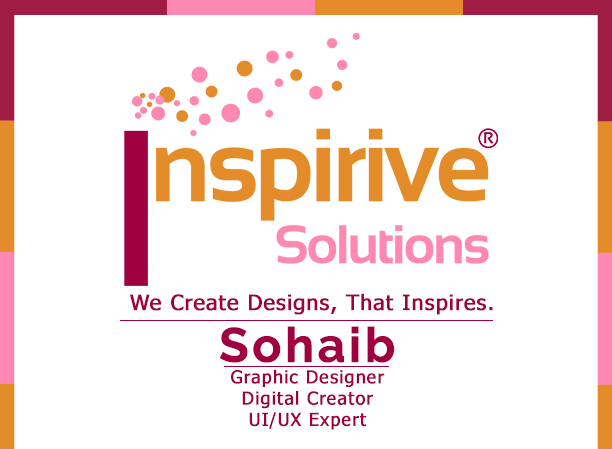 Inspirive®
Solutions
We Create Designs, That Inspires.
Sohaib
Graphic Designer
Digital Creator
UI/UX Expert